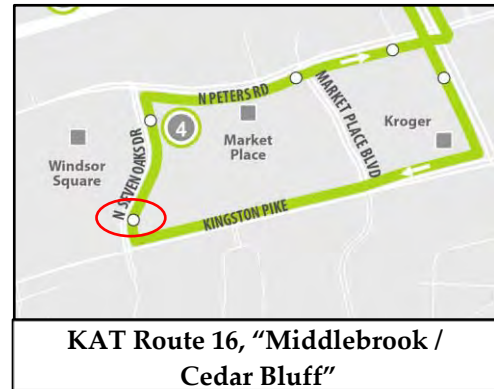 N PETERS RD
MARKET PLACE BLVD
4
Market
Place
Kroger
Windsor
Square
N SEVEN OAKS DR
KINGSTON PIKE
KAT Route 16, “Middlebrook /
Cedar Bluff”